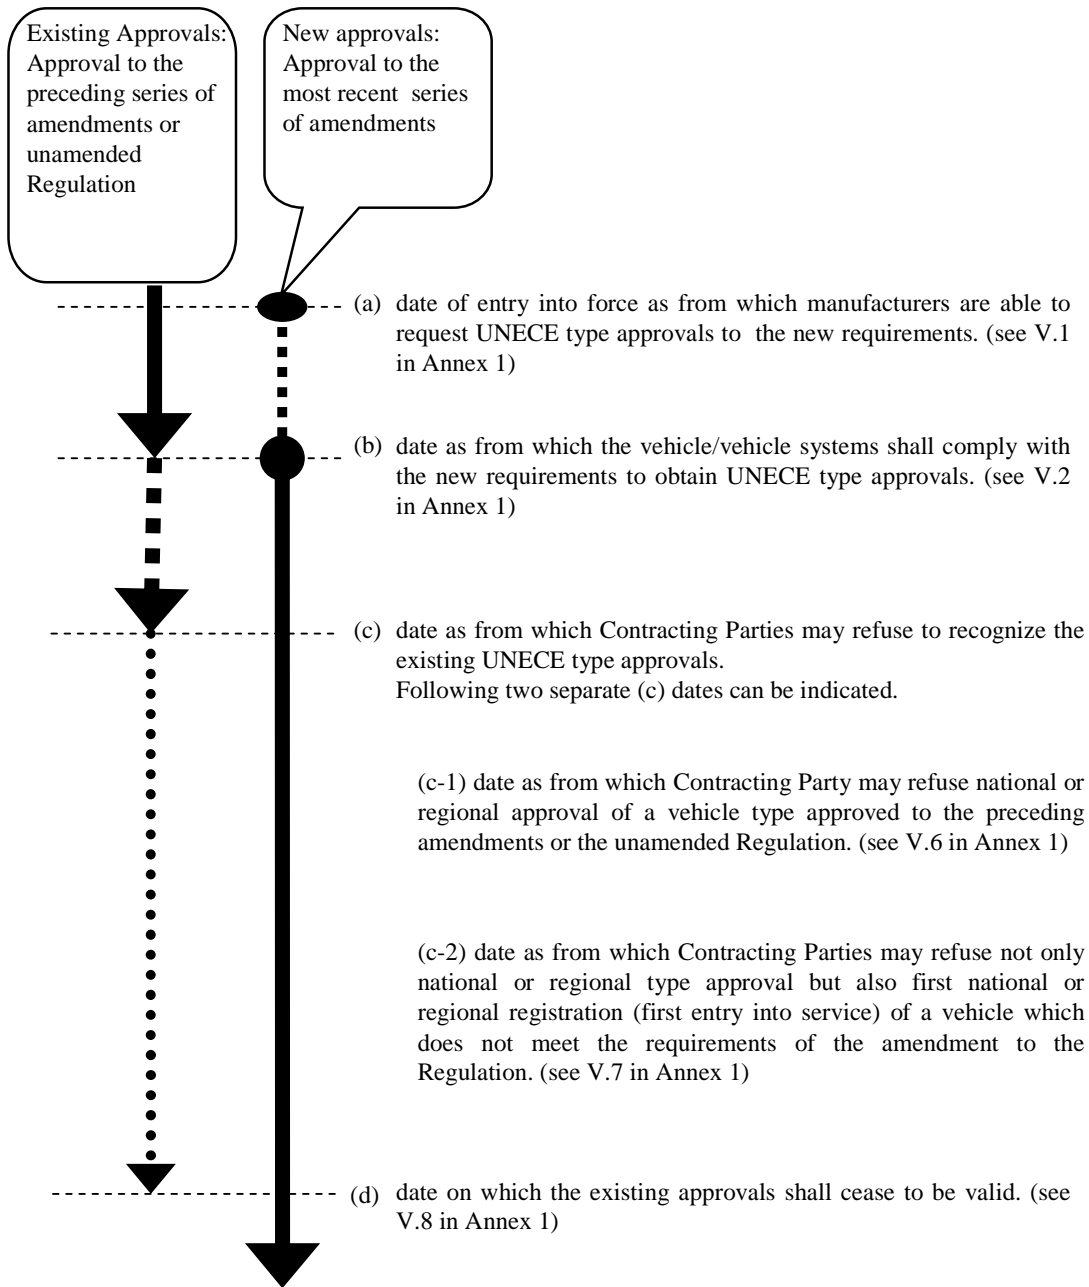 Existing Approvals:
Approval to the
preceding series of
amendments or
unamended
Regulation
New approvals:
Approval to the
most recent series
of amendments
(a) date of entry into force as from which manufacturers are able to
request UNECE type approvals to the new requirements. (see V.1
in Annex 1)
(b) date as from which the vehicle/vehicle systems shall comply with
the new requirements to obtain UNECE type approvals. (see V.2
in Annex 1)
(c) date as from which Contracting Parties may refuse to recognize the
existing UNECE type approvals.
Following two separate (c) dates can be indicated.
(c-1) date as from which Contracting Party may refuse national or
regional approval of a vehicle type approved to the preceding
amendments or the unamended Regulation. (see V.6 in Annex 1)
(c-2) date as from which Contracting Parties may refuse not only
national or regional type approval but also first national or
regional registration (first entry into service) of a vehicle which
does not meet the requirements of the amendment to the
Regulation. (see V.7 in Annex 1)
(d) date on which the existing approvals shall cease to be valid. (see
V.8 in Annex 1)